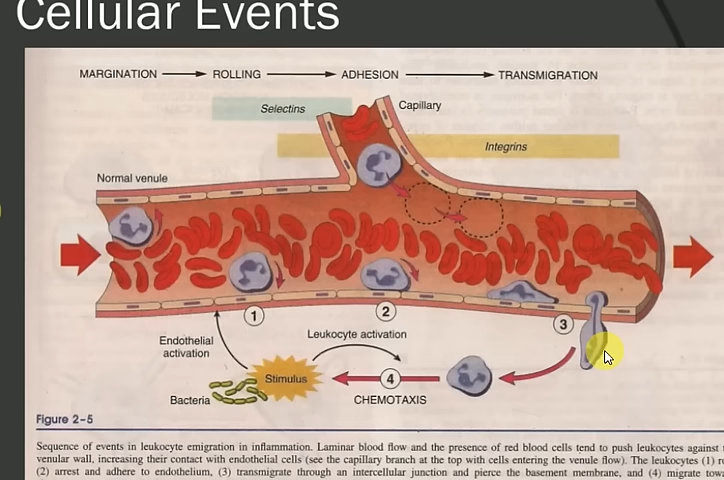 Cellular Events
MARGINATION ROLLING ADHESION TRANSMIGRATION
Selectins
Capillary
Integrins
Normal venule
1
2
3
Endothelial
activation
Leukocyte activation
Stimulus
4
Bacteria
CHEMOTAXIS
Figure 2-5
Sequence of events in leukocyte emigration in inflammation. Laminar blood flow and the presence of red blood cells tend to push leukocytes against
venular wall, increasing their contact with endothelial cells (see the capillary branch at the top with cells entering the venule flow). The leukocytes (1)
(2) arrest and adhere to endothelium, (3) transmigrate through an intercellular junction and pierce the basement membrane, and (4) migrate